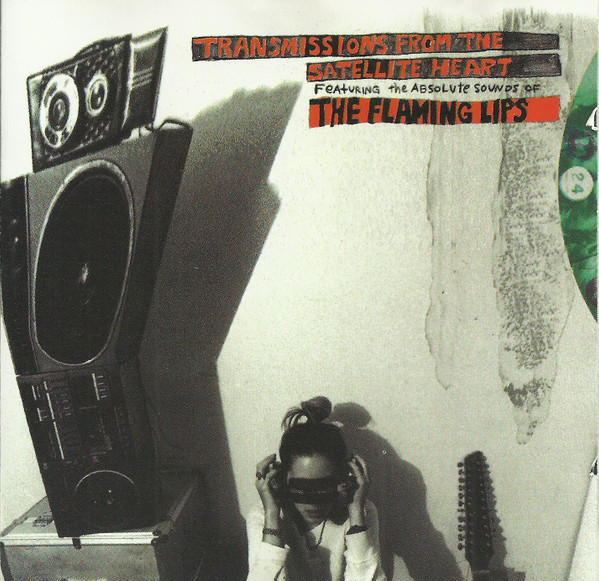 TRANSMISSIONS FROM THE
SATELLITE HEART
FEATURING the ABSOLUTE SOUNDS OF
THE FLAMING LIPS
24